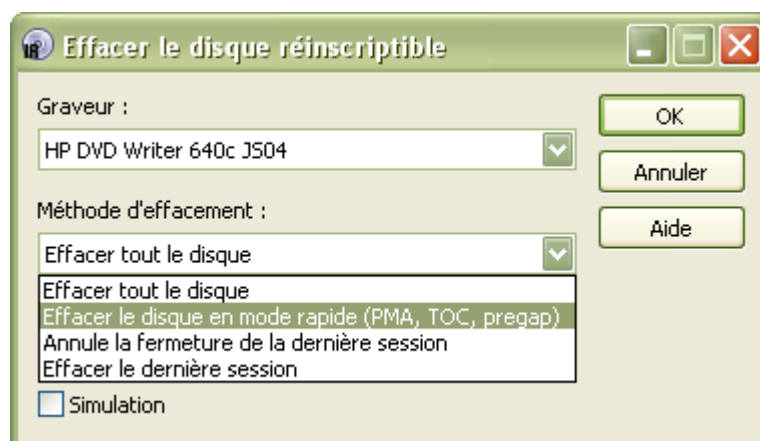 Effacer le disque réinscriptible
Graveur :
HP DVD Writer 640c JS04
OK
Annuler
Aide
Méthode d'effacement :
Effacer tout le disque
Effacer tout le disque
Effacer le disque en mode rapide (PMA, TOC, pregap)
Annule la fermeture de la dernière session
Effacer le dernière session
Simulation